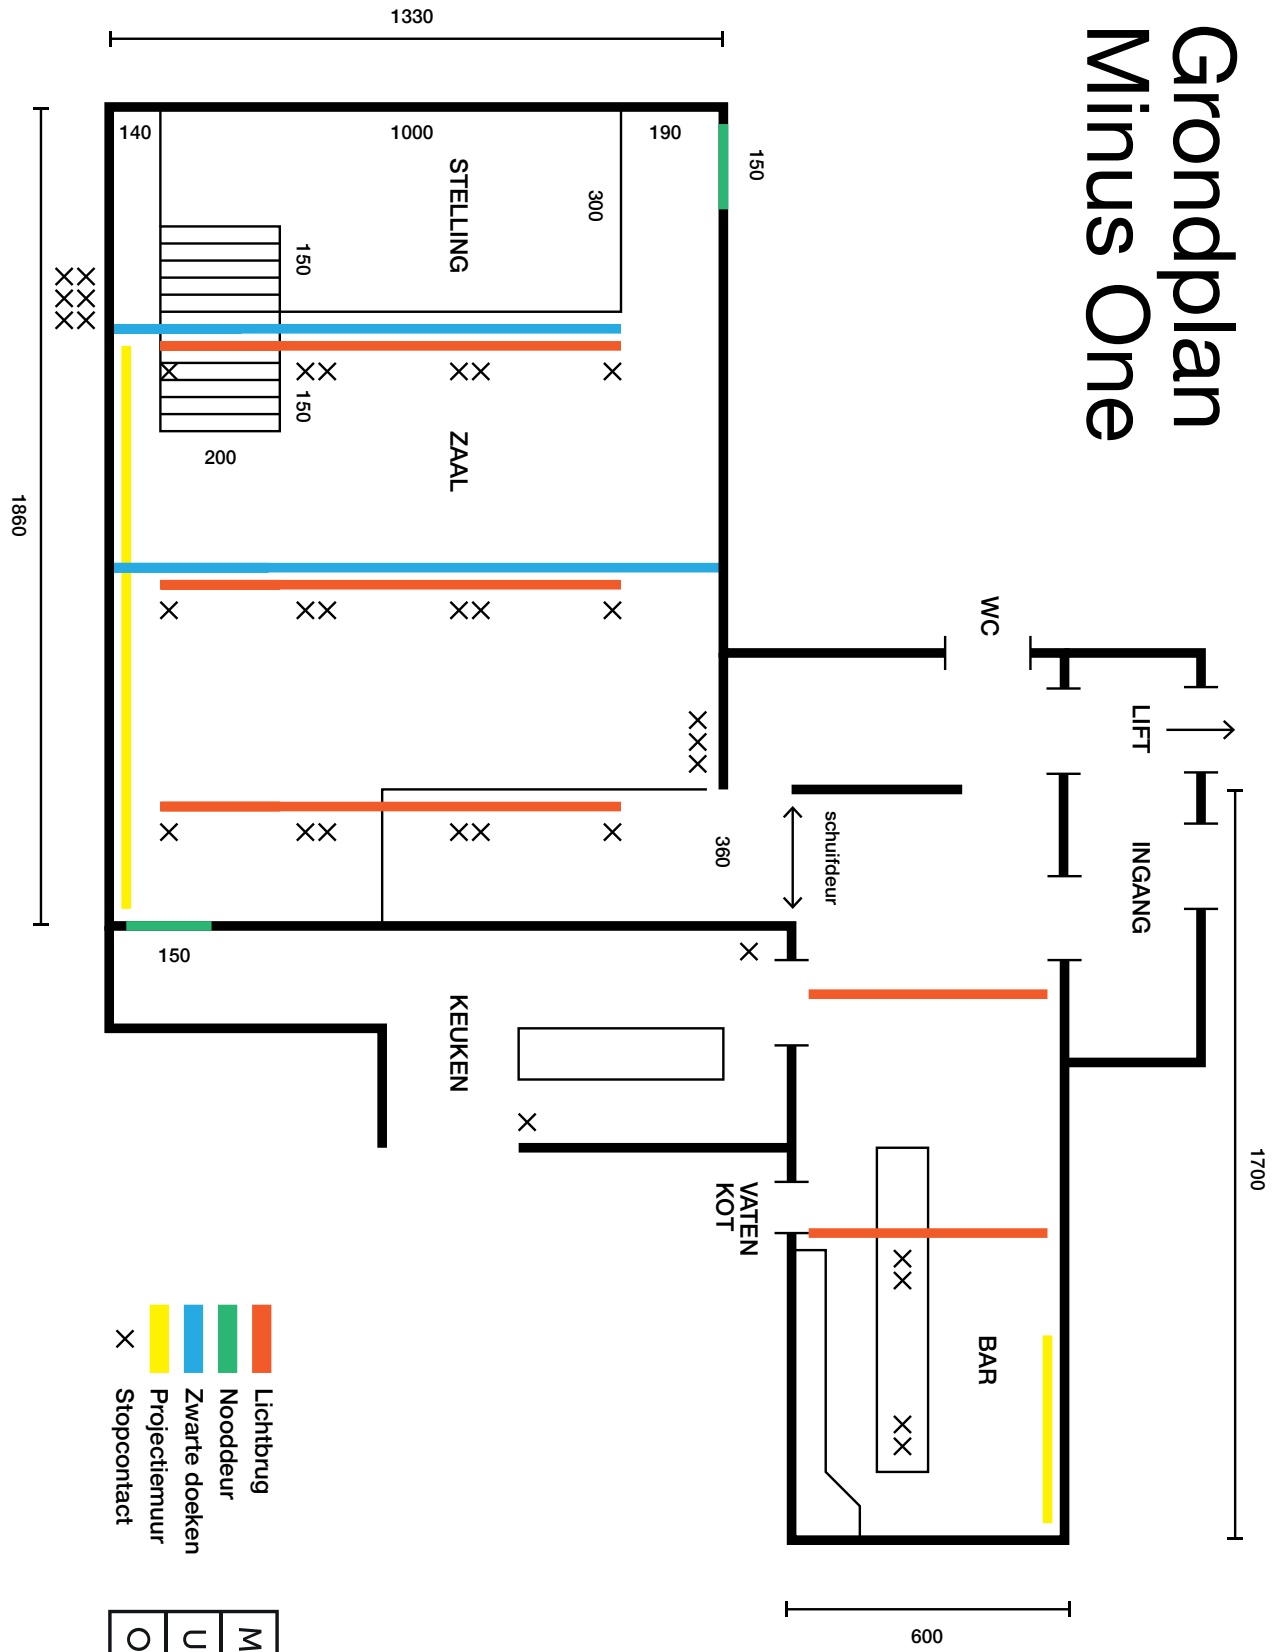 Grondplan
Minus One
1330
140
1000
190
150
STELLING
300
150
150
200
ZAAL
1860
WC
LIFT
INGANG
schuifdeur
360
150
KEUKEN
VATEN
KOT
BAR
1700
600
Lichtbrug
Nooddeur
Zwarte doeken
Projectiemuur
Stopcontact
M
U
O